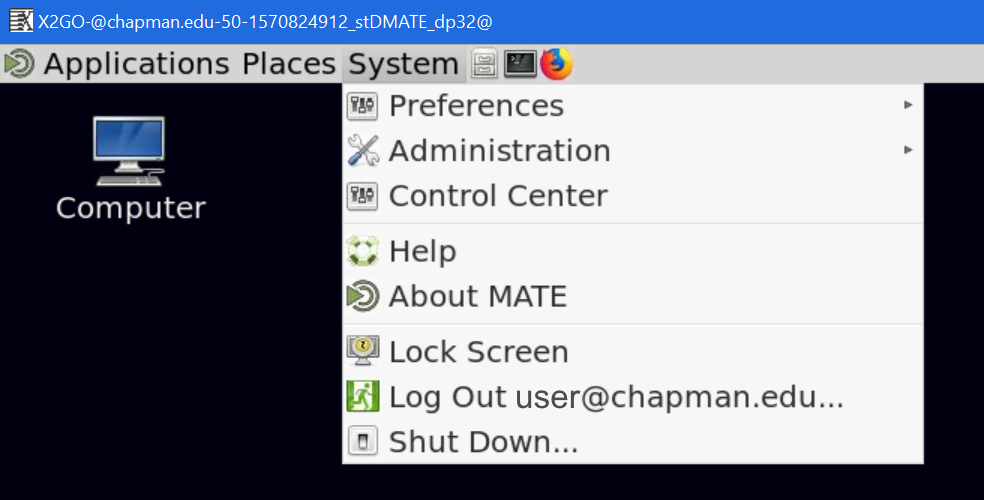 X2GO-@chapman.edu-50-1570824912_stDMATE_dp32@
Applications Places System
Preferences
Administration
Computer
Control Center
Help
About MATE
Lock Screen
Log Out user@chapman.edu...
Shut Down...